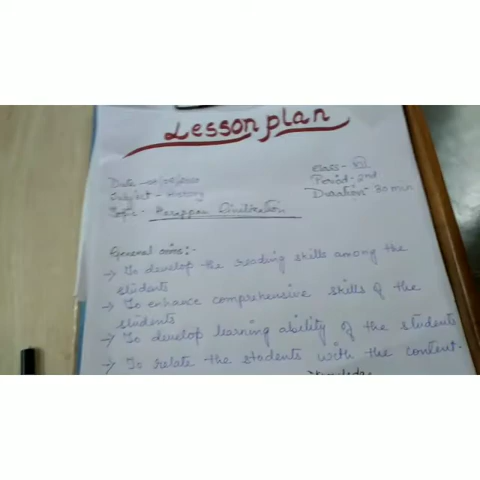 Lesson plan
Date
Class - VI
Subject - History
Period - 2nd
Topic - Harappan Civilization
Duration - 30 min
General aims:-
→ To develop the reading skills among the
students
→ To enhance comprehensive skills of the
students
→ To develop learning ability of the students
→ To relate the students with the content-